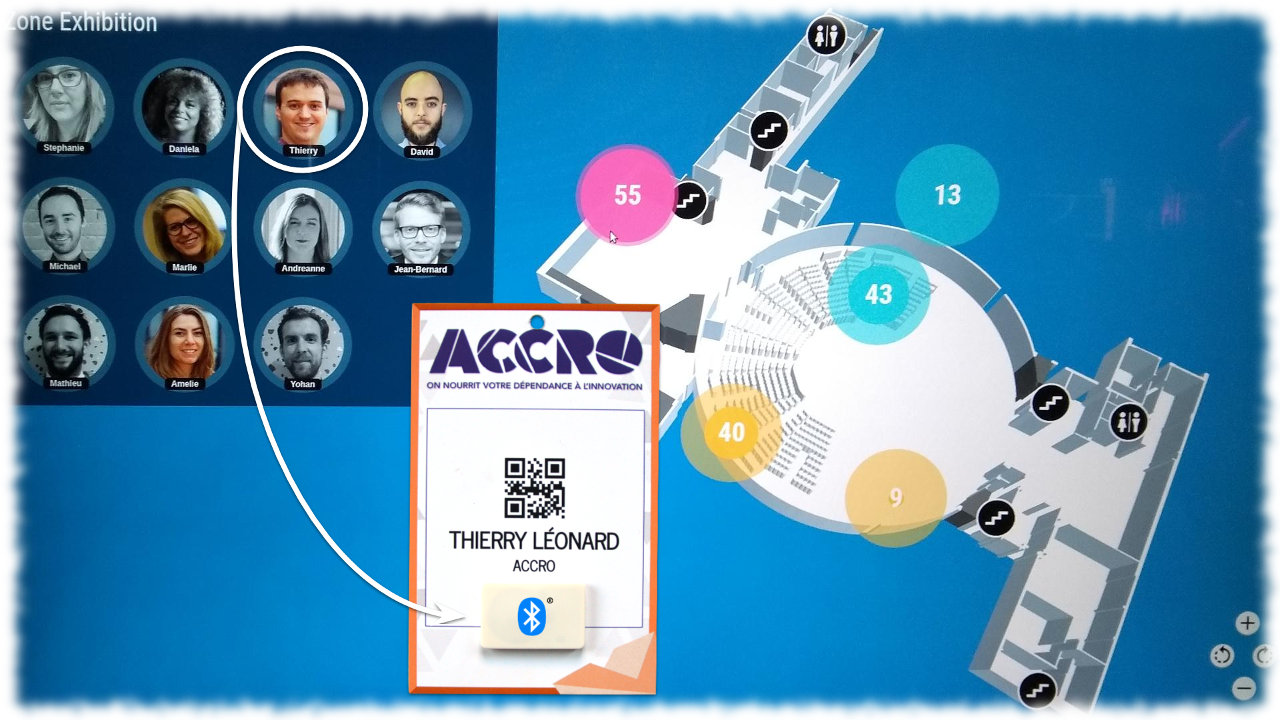 Zone Exhibition
Stephanie
Daniela
Thierry
David
Michael
Marlie
Andreanne
Jean-Bernard
Mathieu
Amelie
Yohan
55
13
43
40
9
ACCRO
ON NOURRIT VOTRE DÉPENDANCE À L'INNOVATION
THIERRY LÉONARD
ACCRO
®